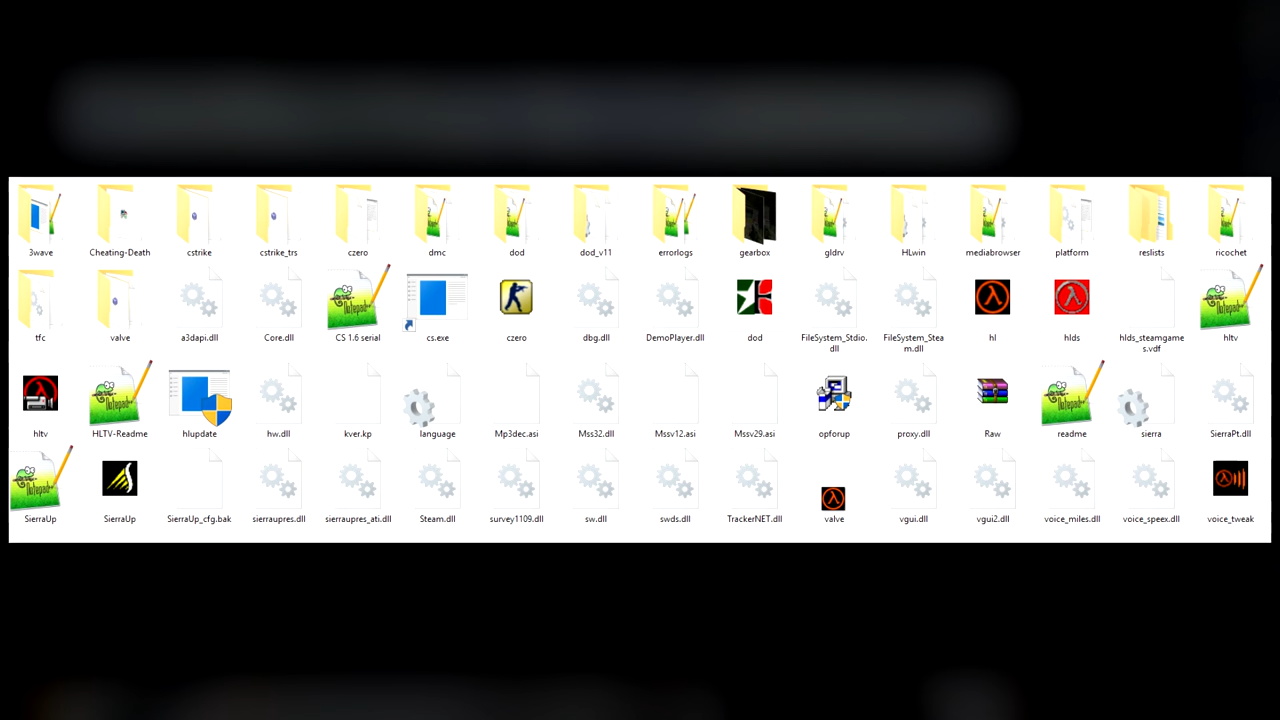 3wave Cheating-Death cstrike cstrike_trs czero dmc dod dod_v11 errorlogs gearbox gldrv HLwin mediabrowser platform reslists ricochet
tfc valve a3dapi.dll Core.dll CS 1.6 serial cs.exe czero dbg.dll DemoPlayer.dll dod FileSystem_Stdio.dll FileSystem_Steam.dll hl hlds hlds_steamgames.vdf hltv
hltv HLTV-Readme hlupdate hw.dll kver.kp language Mp3dec.asi Mss32.dll Mssv12.asi Mssv29.asi opforup proxy.dll Raw readme sierra SierraPt.dll
SierraUp SierraUp SierraUp_cfg.bak sierraupres.dll sierraupres_ati.dll Steam.dll survey1109.dll sw.dll swds.dll TrackerNET.dll valve vgui.dll vgui2.dll voice_miles.dll voice_speex.dll voice_tweak